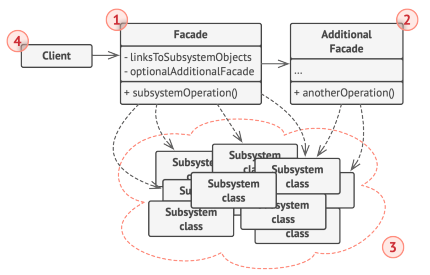 1
2
4
Facade
Additional
Facade
Client
- linksToSubsystemObjects
- optionalAdditionalFacade
...
+ subsystemOperation()
+ anotherOperation()
Subsystem
class
Subsystem
Subsystem
class
Subsystem
class
Subsystem
class
Subsystem
class
class
3